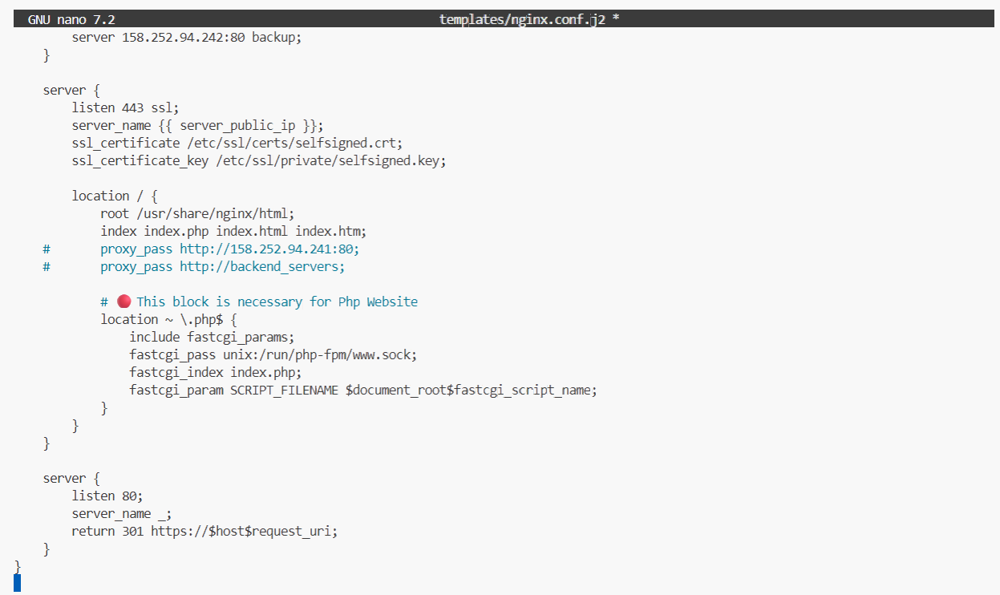 GNU nano 7.2 templates/nginx.conf.j2 *
        server 158.252.94.242:80 backup;
    }

    server {
        listen 443 ssl;
        server_name {{ server_public_ip }};
        ssl_certificate /etc/ssl/certs/selfsigned.crt;
        ssl_certificate_key /etc/ssl/private/selfsigned.key;

        location / {
            root /usr/share/nginx/html;
            index index.php index.html index.htm;
    #       proxy_pass http://158.252.94.241:80;
    #       proxy_pass http://backend_servers;

            # 🔴 This block is necessary for Php Website
            location ~ \.php$ {
                include fastcgi_params;
                fastcgi_pass unix:/run/php-fpm/www.sock;
                fastcgi_index index.php;
                fastcgi_param SCRIPT_FILENAME $document_root$fastcgi_script_name;
            }
        }
    }

    server {
        listen 80;
        server_name _;
        return 301 https://$host$request_uri;
    }
}